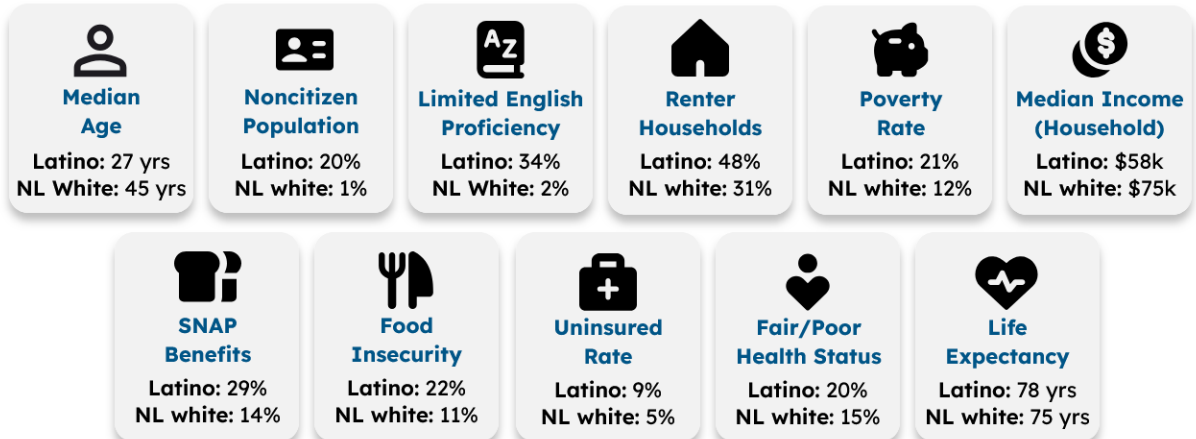 A Z
$
Median
Age
Latino: 27 yrs
NL White: 45 yrs
Noncitizen
Population
Latino: 20%
NL white: 1%
Limited English
Proficiency
Latino: 34%
NL White: 2%
Renter
Households
Latino: 48%
NL white: 31%
Poverty
Rate
Latino: 21%
NL white: 12%
Median Income
(Household)
Latino: $58k
NL white: $75k
SNAP
Benefits
Latino: 29%
NL white: 14%
Food
Insecurity
Latino: 22%
NL white: 11%
Uninsured
Rate
Latino: 9%
NL white: 5%
Fair/Poor
Health Status
Latino: 20%
NL white: 15%
Life
Expectancy
Latino: 78 yrs
NL white: 75 yrs